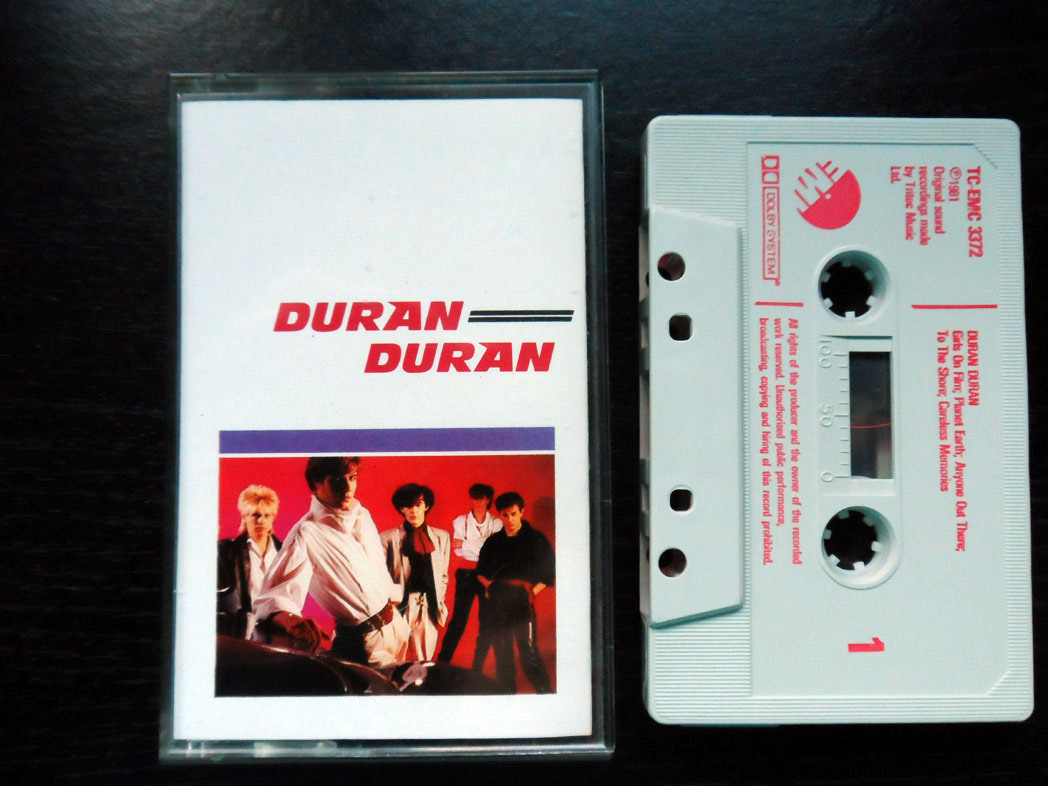 DURAN
DURAN
TC-EMC 3372
℗1981
Original sound
recordings made
by Tritec Music
Ltd.
EMI
DOLBY SYSTEM®
DURAN DURAN
Girls On Film; Planet Earth; Anyone Out There;
To The Shore; Careless Memories
100 50 0
All rights of the producer and the owner of the recorded
work reserved. Unauthorised public performance,
broadcasting, copying and hiring of this record prohibited.
1